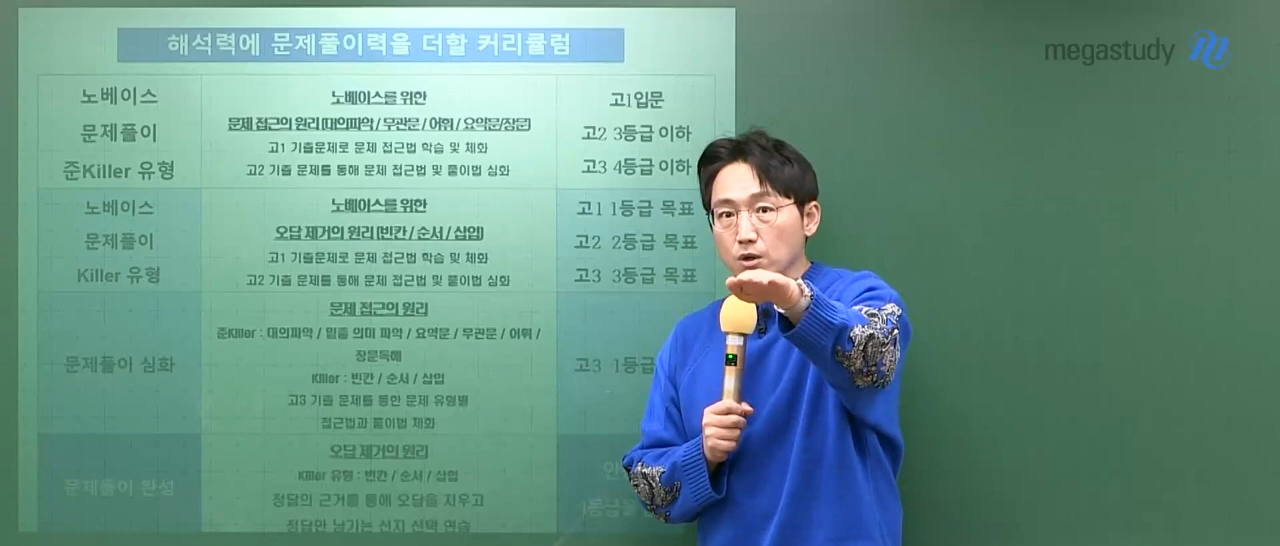 해석력에 문제풀이력을 더할 커리큘럼
megastudy
노베이스
문제풀이
준Killer 유형
노베이스를 위한
문제 접근의 원리 (대의파악 / 무관문 / 어휘 / 요약문/장문)
고1 기출문제로 문제 접근법 학습 및 체화
고2 기출 문제를 통해 문제 접근법 및 풀이법 심화
고1입문
고2 3등급 이하
고3 4등급 이하
노베이스
문제풀이
Killer 유형
노베이스를 위한
오답 제거의 원리 (빈칸 / 순서 / 삽입)
고1 기출문제로 문제 접근법 학습 및 체화
고2 기출 문제를 통해 문제 접근법 및 풀이법 심화
고1 1등급 목표
고2 2등급 목표
고3 3등급 목표
문제풀이 심화
문제 접근의 원리
준Killer : 대의파악 / 밑줄 의미 파악 / 요약문 / 무관문 / 어휘 /
장문독해
Killer : 빈칸 / 순서 / 삽입
고3 기출 문제를 통한 문제 유형별
접근법과 풀이법 체화
고3 1등급
문제풀이 완성
오답 제거의 원리
Killer 유형 : 빈칸 / 순서 / 삽입
정답의 근거를 통해 오답을 지우고
정답만 남기는 선지 선택 연습